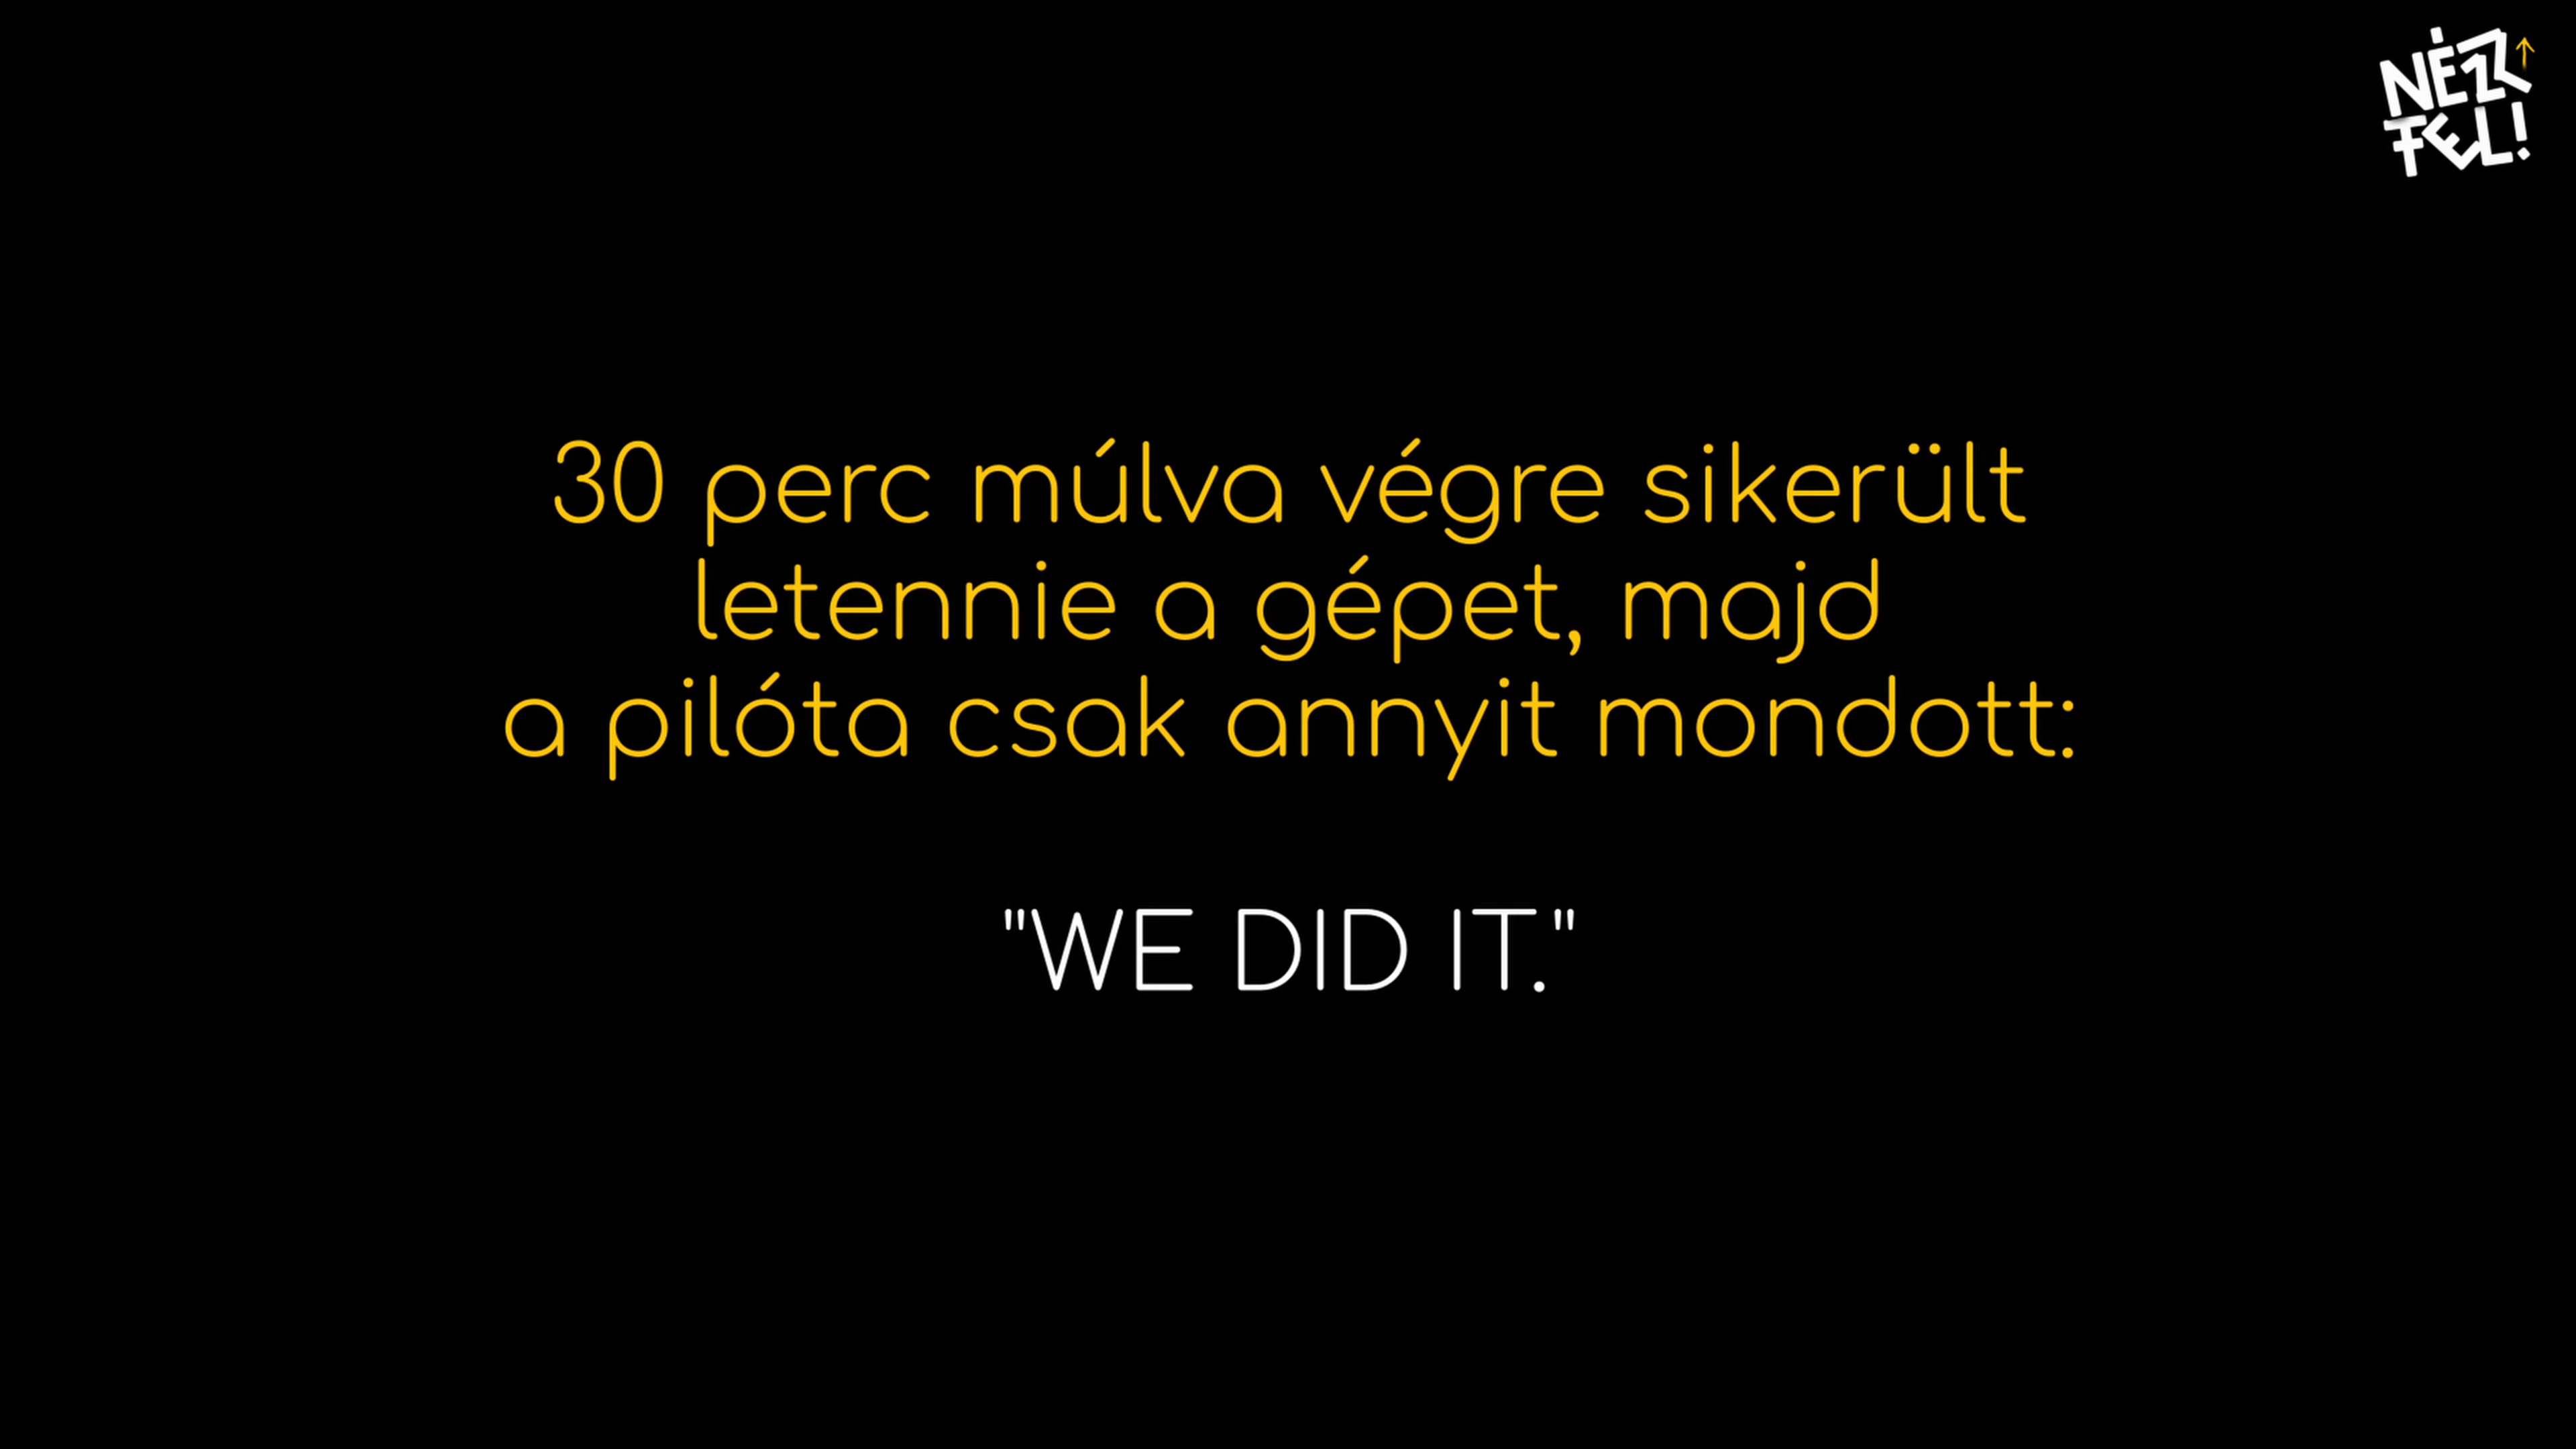 NÉZZ
FEL!
30 perc múlva végre sikerült
letennie a gépet, majd
a pilóta csak annyit mondott:
"WE DID IT."